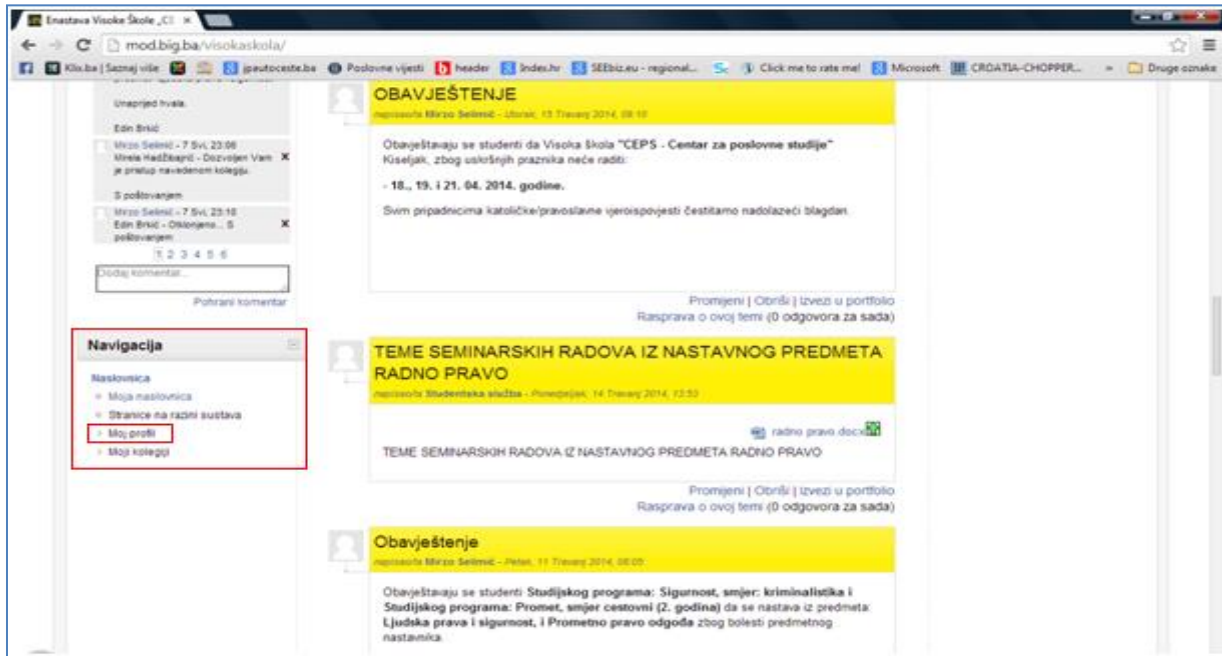 Enastava Visoke Škole „CE
mod.big.ba/visokaskola/
Klix.ba | Saznaj više
jpautoceste.ba
Poslovne vijesti
header
Index.hr
SEEbiz.eu - regional...
Click me to rate me!
Microsoft
CROATIA-CHOPPER...
»
Druge oznake
Unaprijed hvala.
Edin Brkić
Mirzo Selimić - 7 Svi, 23:08
Mirela Hadžibajrić - Dozvoljen Vam
je pristup navedenom kolegiju.
S poštovanjem
Mirzo Selimić - 7 Svi, 23:10
Edin Brkić - Otklonjeno... S
poštovanjem
1 2 3 4 5 6
Dodaj komentar...
Pohrani komentar
Navigacija
Naslovnica
Moja naslovnica
Stranice na razini sustava
Moj profil
Moji kolegiji
OBAVJEŠTENJE
napisao/la Mirzo Selimić - Utorak, 15 Travanj 2014, 09:10
Obavještavaju se studenti da Visoka škola "CEPS - Centar za poslovne studije"
Kiseljak, zbog uskršnjih praznika neće raditi:
- 18., 19. i 21. 04. 2014. godine.
Svim pripadnicima katoličke/pravoslavne vjeroispovjesti čestitamo nadolazeći blagdan.
Promijeni | Obriši | Izvezi u portfolio
Rasprava o ovoj temi (0 odgovora za sada)
TEME SEMINARSKIH RADOVA IZ NASTAVNOG PREDMETA
RADNO PRAVO
napisao/la Studentska služba - Ponedjeljak, 14 Travanj 2014, 13:53
radno pravo.docx
TEME SEMINARSKIH RADOVA IZ NASTAVNOG PREDMETA RADNO PRAVO
Promijeni | Obriši | Izvezi u portfolio
Rasprava o ovoj temi (0 odgovora za sada)
Obavještenje
napisao/la Mirzo Selimić - Petak, 11 Travanj 2014, 08:05
Obavještavaju se studenti Studijskog programa: Sigurnost, smjer: kriminalistika i
Studijskog programa: Promet, smjer cestovni (2. godina) da se nastava iz predmeta:
Ljudska prava i sigurnost, i Prometno pravo odgođa zbog bolesti predmetnog
nastavnika.